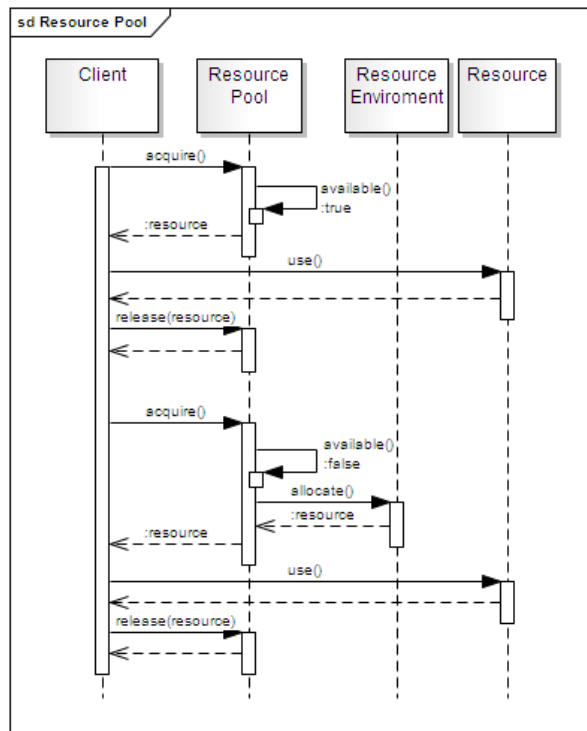 sd Resource Pool
Client
Resource
Pool
Resource
Enviroment
Resource
acquire()
available()
:true
:resource
use()
release(resource)
acquire()
available()
:false
allocate()
:resource
:resource
use()
release(resource)